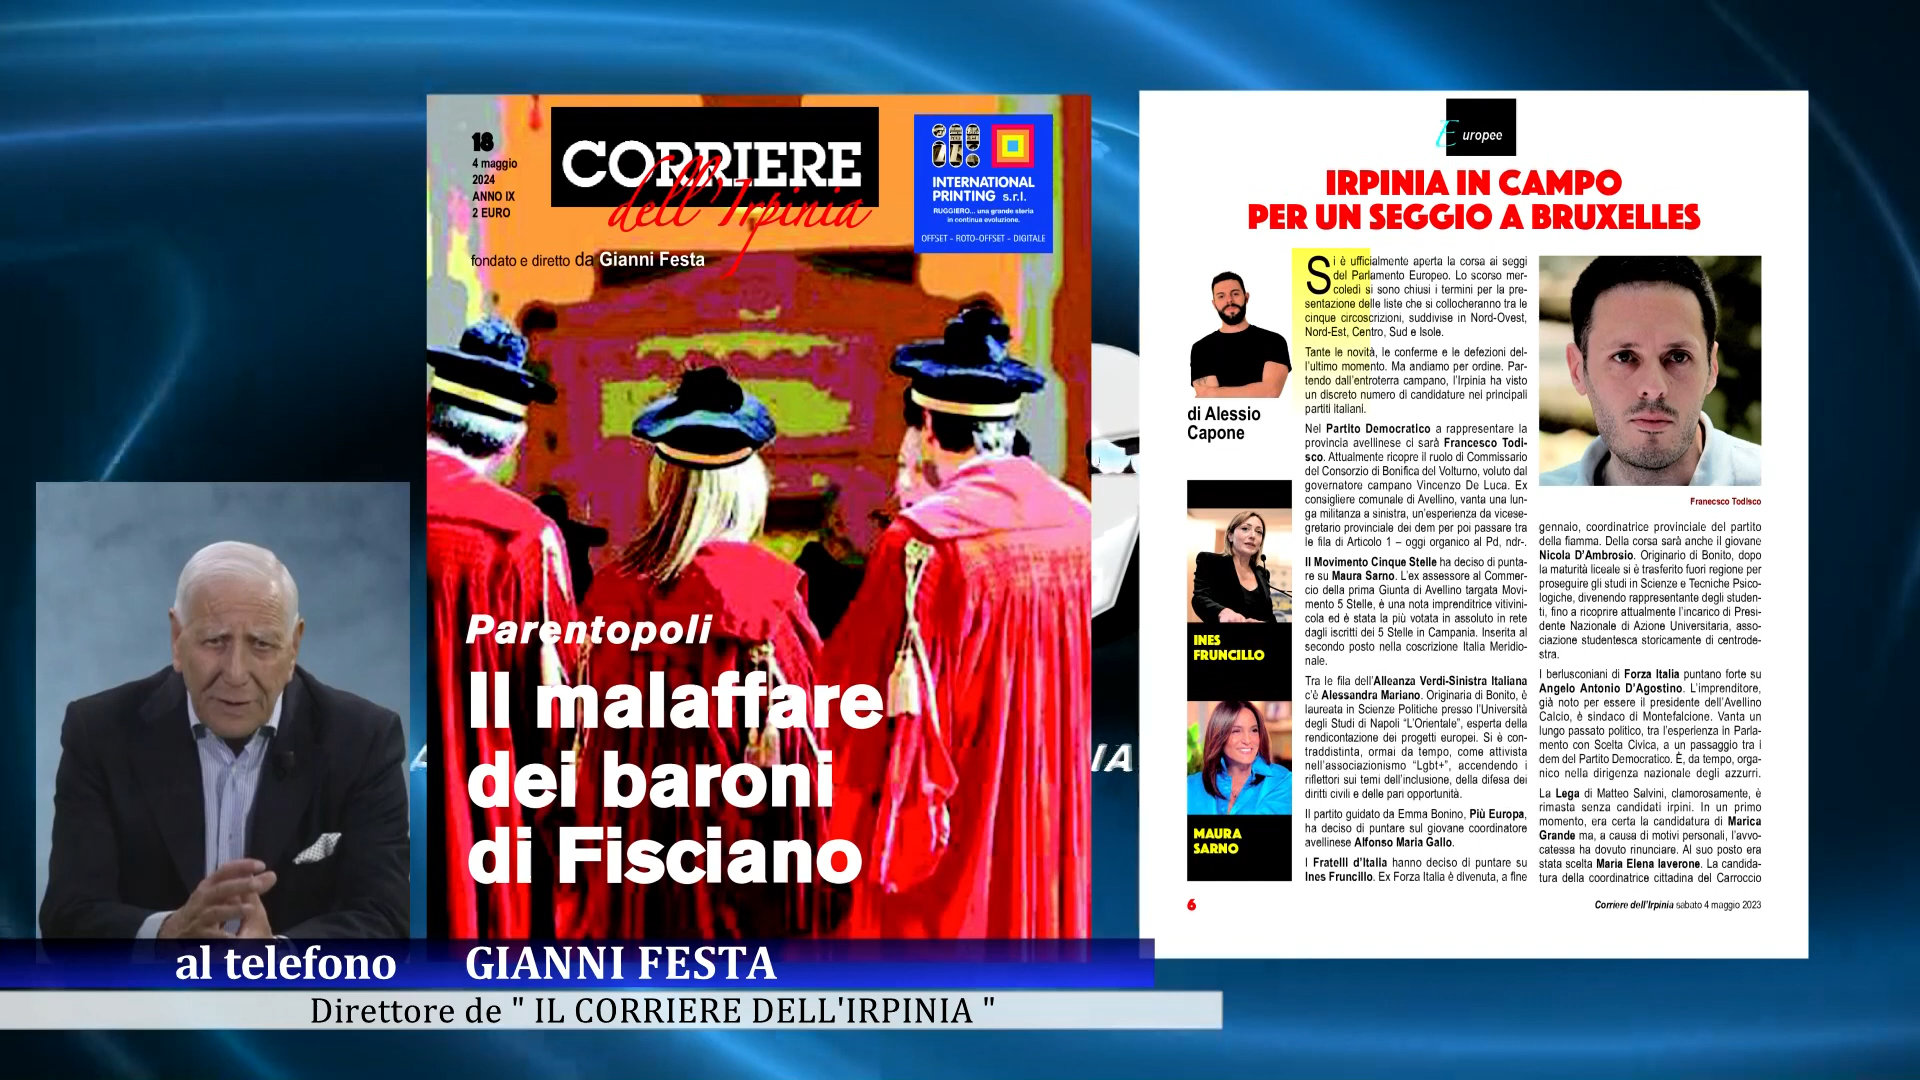 18
4 maggio
2024
ANNO IX
2 EURO
CORRIERE
dell'Irpinia
fondato e diretto da Gianni Festa
INTERNATIONAL
PRINTING s.r.l.
RUGGIERO... una grande storia
in continua evoluzione.
OFFSET - ROTO-OFFSET - DIGITALE
Parentopoli
Il malaffare
dei baroni
di Fisciano
Europee
IRPINIA IN CAMPO
PER UN SEGGIO A BRUXELLES
di Alessio
Capone
INES
FRUNCILLO
MAURA
SARNO
Si è ufficialmente aperta la corsa ai seggi
del Parlamento Europeo. Lo scorso mer-
coledì si sono chiusi i termini per la pre-
sentazione delle liste che si collocheranno tra le
cinque circoscrizioni, suddivise in Nord-Ovest,
Nord-Est, Centro, Sud e Isole.
Tante le novità, le conferme e le defezioni del-
l'ultimo momento. Ma andiamo per ordine. Par-
tendo dall'entroterra campano, l'Irpinia ha visto
un discreto numero di candidature nei principali
partiti italiani.
Nel Partito Democratico a rappresentare la
provincia avellinese ci sarà Francesco Todi-
sco. Attualmente ricopre il ruolo di Commissario
del Consorzio di Bonifica del Volturno, voluto dal
governatore campano Vincenzo De Luca. Ex
consigliere comunale di Avellino, vanta una lun-
ga militanza a sinistra, un'esperienza da vicese-
gretario provinciale dei dem per poi passare tra
le fila di Articolo 1 – oggi organico al Pd, ndr-.
Il Movimento Cinque Stelle ha deciso di punta-
re su Maura Sarno. L'ex assessore al Commer-
cio della prima Giunta di Avellino targata Movi-
mento 5 Stelle, è una nota imprenditrice vitivini-
cola ed è stata la più votata in assoluto in rete
dagli iscritti dei 5 Stelle in Campania. Inserita al
secondo posto nella coscrizione Italia Meridio-
nale.
Tra le fila dell'Alleanza Verdi-Sinistra Italiana
c'è Alessandra Mariano. Originaria di Bonito, è
laureata in Scienze Politiche presso l'Università
degli Studi di Napoli “L'Orientale”, esperta della
rendicontazione dei progetti europei. Si è con-
traddistinta, ormai da tempo, come attivista
nell'associazionismo “Lgbt+”, accendendo i
riflettori sui temi dell'inclusione, della difesa dei
diritti civili e delle pari opportunità.
Il partito guidato da Emma Bonino, Più Europa,
ha deciso di puntare sul giovane coordinatore
avellinese Alfonso Maria Gallo.
I Fratelli d'Italia hanno deciso di puntare su
Ines Fruncillo. Ex Forza Italia è divenuta, a fine
Franecsco Todisco
gennaio, coordinatrice provinciale del partito
della fiamma. Della corsa sarà anche il giovane
Nicola D'Ambrosio. Originario di Bonito, dopo
la maturità liceale si è trasferito fuori regione per
proseguire gli studi in Scienze e Tecniche Psico-
logiche, divenendo rappresentante degli studen-
ti, fino a ricoprire attualmente l'incarico di Presi-
dente Nazionale di Azione Universitaria, asso-
ciazione studentesca storicamente di centrode-
stra.
I berlusconiani di Forza Italia puntano forte su
Angelo Antonio D'Agostino. L'imprenditore,
già noto per essere il presidente dell'Avellino
Calcio, è sindaco di Montefalcione. Vanta un
lungo passato politico, tra l'esperienza in Parla-
mento con Scelta Civica, a un passaggio tra i
dem del Partito Democratico. È, da tempo, orga-
nico nella dirigenza nazionale degli azzurri.
La Lega di Matteo Salvini, clamorosamente, è
rimasta senza candidati irpini. In un primo
momento, era certa la candidatura di Marica
Grande ma, a causa di motivi personali, l'avvo-
catessa ha dovuto rinunciare. Al suo posto era
stata scelta Maria Elena Iaverone. La candida-
tura della coordinatrice cittadina del Carroccio
6
Corriere dell'Irpinia sabato 4 maggio 2023
IA
al telefono GIANNI FESTA
Direttore de " IL CORRIERE DELL'IRPINIA "